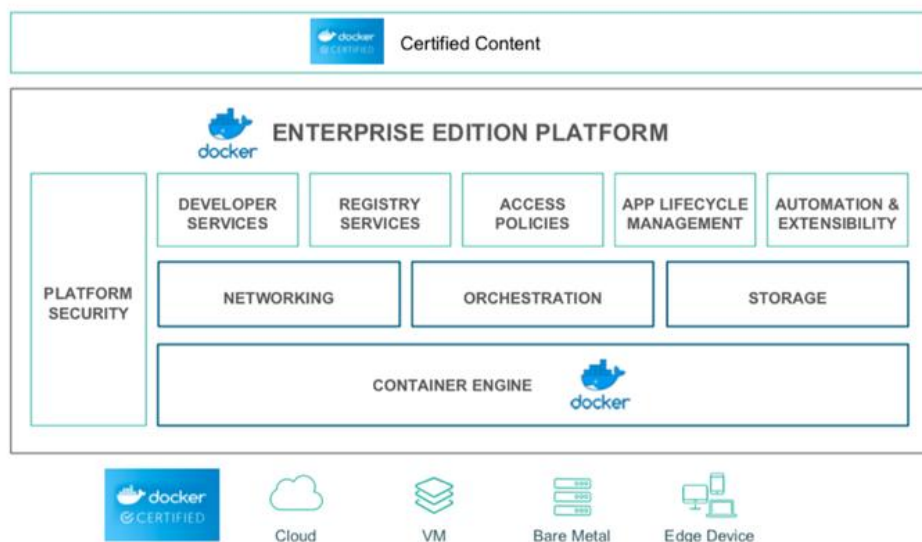 docker
CERTIFIED
Certified Content
docker
ENTERPRISE EDITION PLATFORM
PLATFORM
SECURITY
DEVELOPER
SERVICES
REGISTRY
SERVICES
ACCESS
POLICIES
APP LIFECYCLE
MANAGEMENT
AUTOMATION &
EXTENSIBILITY
NETWORKING
ORCHESTRATION
STORAGE
CONTAINER ENGINE
docker
docker
CERTIFIED
Cloud
VM
Bare Metal
Edge Device